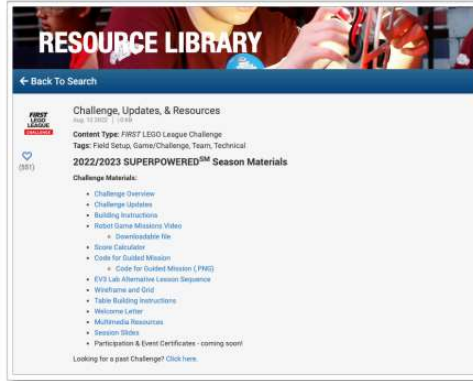 RESOURCE LIBRARY
← Back To Search
FIRST
LEGO
LEAGUE
CHALLENGE
(551)
Challenge, Updates, & Resources
Content Type: FIRST LEGO League Challenge
Tags: Field Setup, Game/Challenge, Team, Technical
2022/2023 SUPERPOWERED℠ Season Materials
Challenge Materials:
• Challenge Overview
• Challenge Updates
• Building Instructions
• Robot Game Missions Video
• Downloadable file
• Score Calculator
• Code for Guided Mission
• Code for Guided Mission (.PNG)
• EV3 Lab Alternative Lesson Sequence
• Wireframe and Grid
• Table Building Instructions
• Welcome Letter
• Multimedia Resources
• Session Slides
• Participation & Event Certificates - coming soon!
Looking for a past Challenge? Click here.